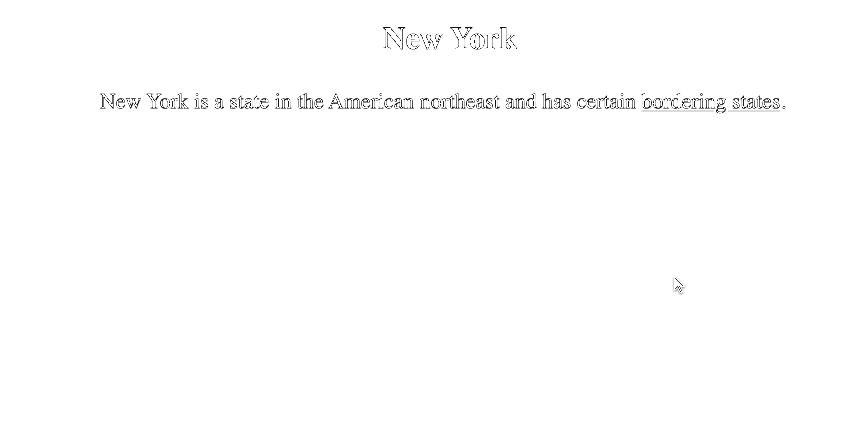 New York
New York is a state in the American northeast and has certain bordering states.